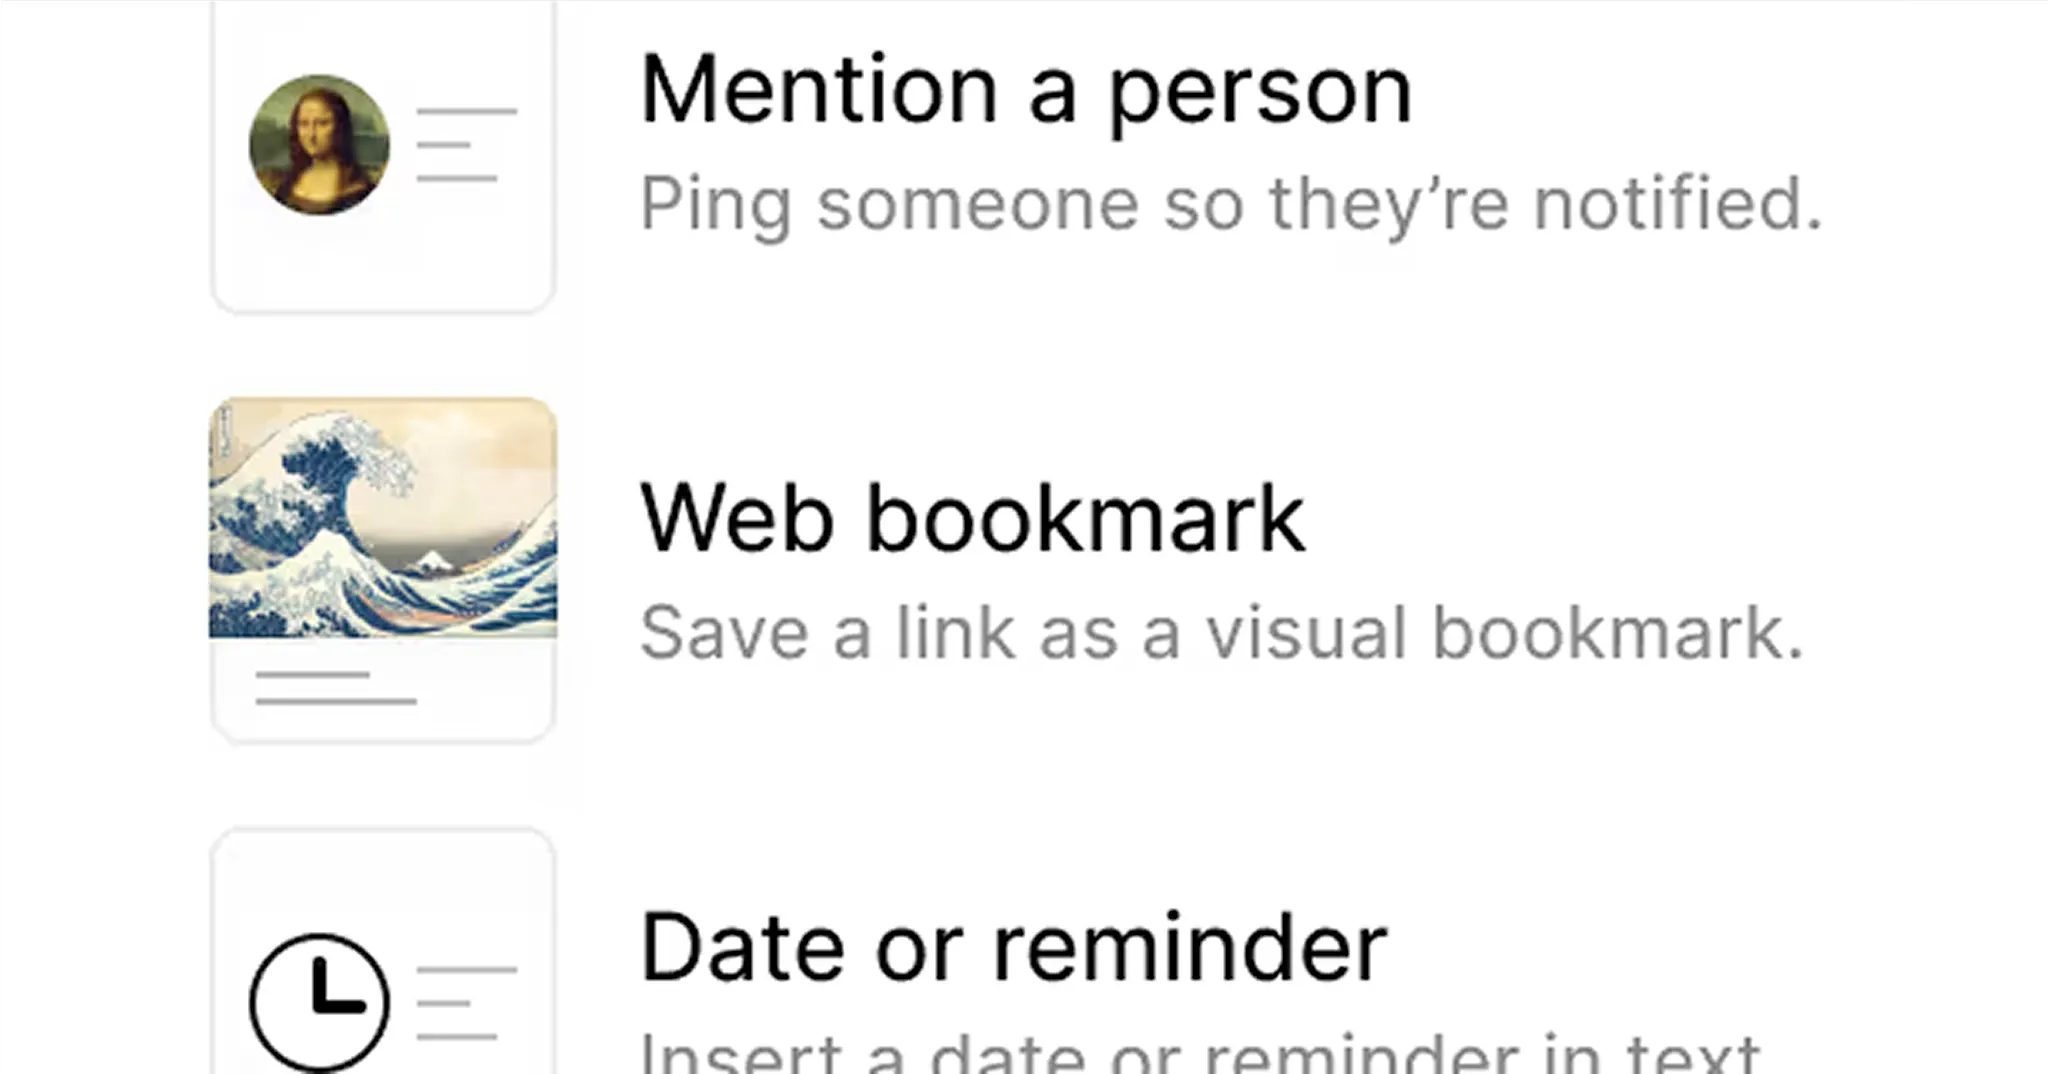 Mention a person
Ping someone so they’re notified.
Web bookmark
Save a link as a visual bookmark.
Date or reminder
Insert a date or reminder in text